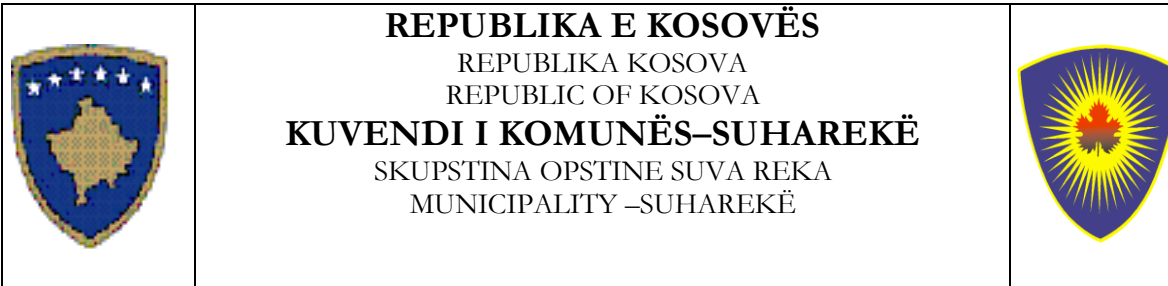 REPUBLIKA E KOSOVËS
REPUBLIKA KOSOVA
REPUBLIC OF KOSOVA
KUVENDI I KOMUNËS–SUHAREKË
SKUPSTINA OPSTINE SUVA REKA
MUNICIPALITY –SUHAREKË